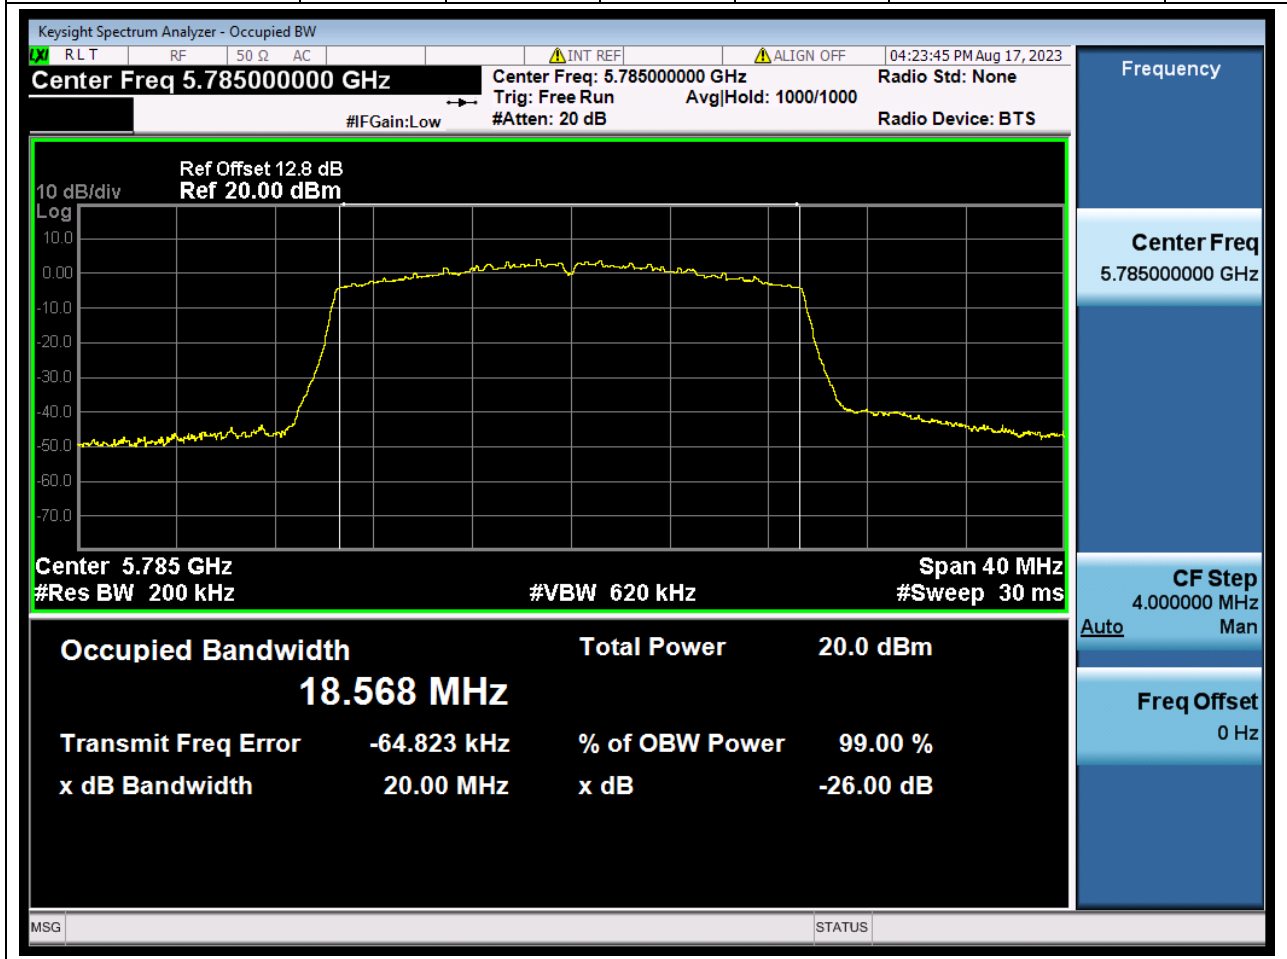 Keysight Spectrum Analyzer - Occupied BW
LXI RLT RF 50 Ω AC INT REF ALIGN OFF 04:23:45 PM Aug 17, 2023
Center Freq 5.785000000 GHz
Center Freq: 5.785000000 GHz Radio Std: None
Trig: Free Run Avg|Hold: 1000/1000
#IFGain:Low #Atten: 20 dB Radio Device: BTS
Ref Offset 12.8 dB
10 dB/div Ref 20.00 dBm
Log
10.0
0.00
-10.0
-20.0
-30.0
-40.0
-50.0
-60.0
-70.0
Center 5.785 GHz Span 40 MHz
#Res BW 200 kHz #VBW 620 kHz #Sweep 30 ms
Occupied Bandwidth Total Power 20.0 dBm
18.568 MHz
Transmit Freq Error -64.823 kHz % of OBW Power 99.00 %
x dB Bandwidth 20.00 MHz x dB -26.00 dB
MSG STATUS
Frequency
Center Freq
5.785000000 GHz
CF Step
4.000000 MHz
Auto Man
Freq Offset
0 Hz